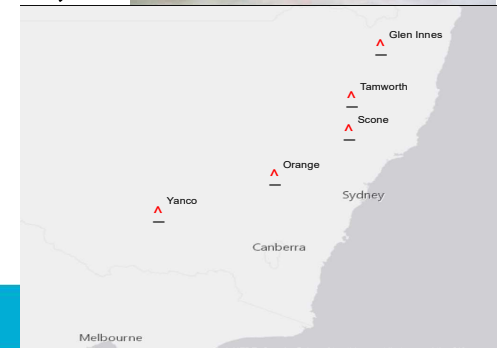 Glen Innes
Tamworth
Scone
Orange
Sydney
Yanco
Canberra
Melbourne